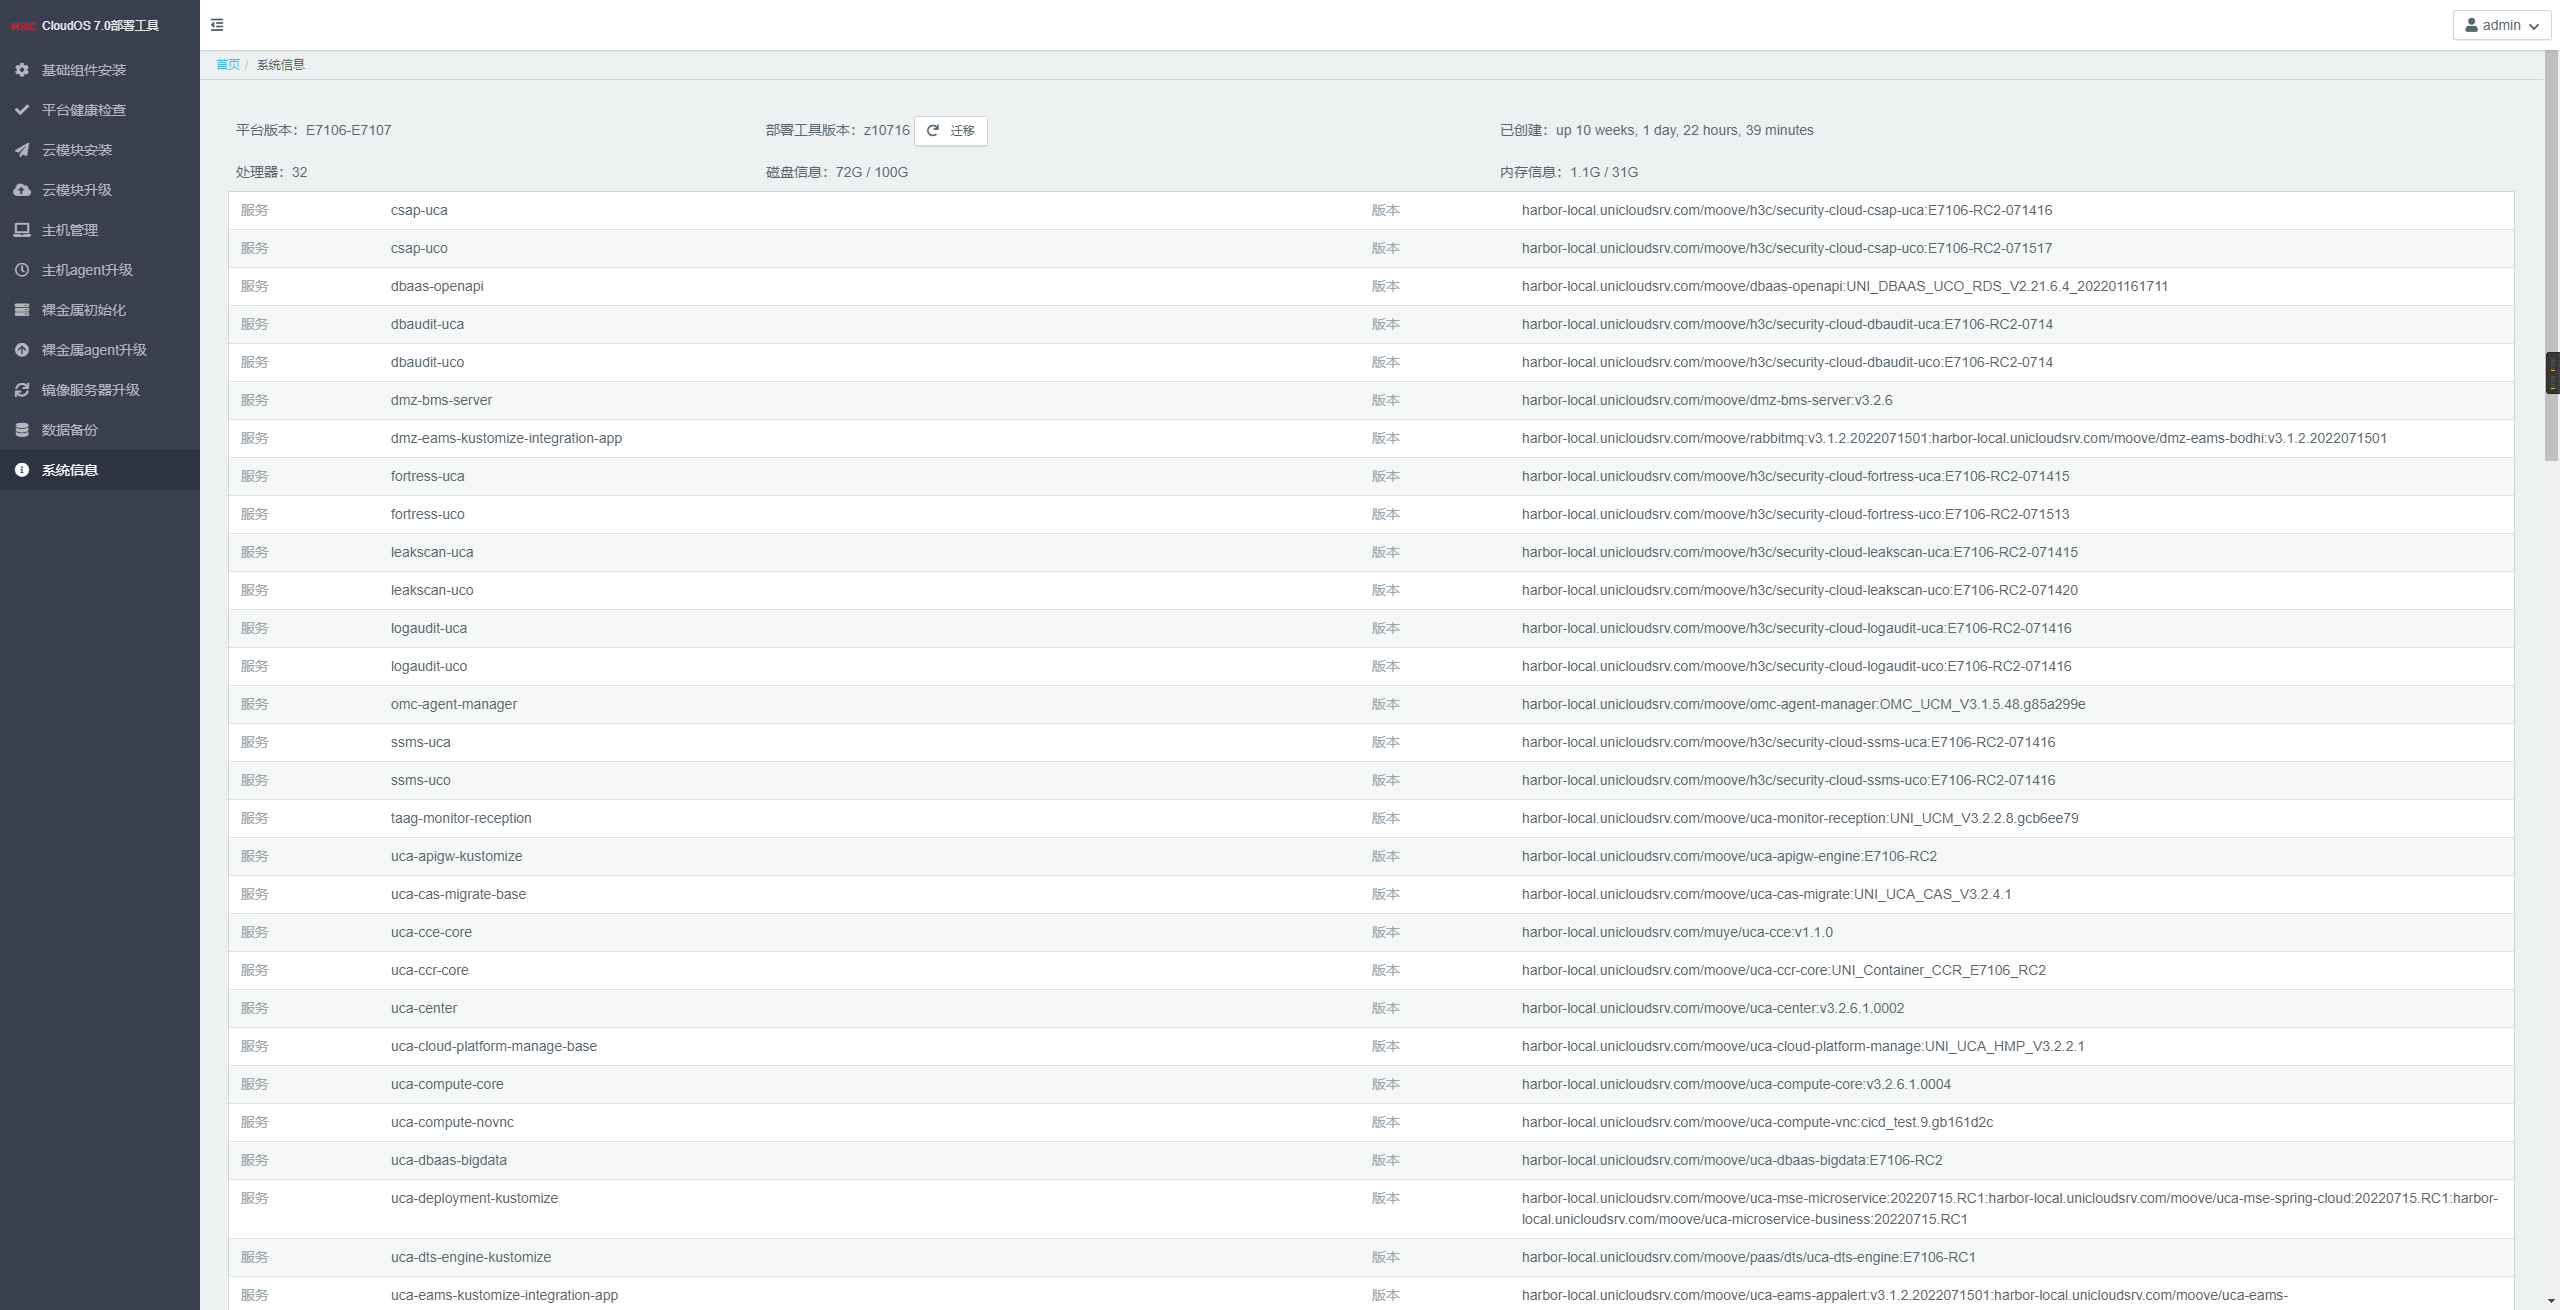 H3C CloudOS 7.0部署工具
admin
基础组件安装
平台健康检查
云模块安装
云模块升级
主机管理
主机agent升级
裸金属初始化
裸金属agent升级
镜像服务器升级
数据备份
系统信息
首页 / 系统信息
平台版本：E7106-E7107 部署工具版本：z10716 迁移 已创建：up 10 weeks, 1 day, 22 hours, 39 minutes
处理器：32 磁盘信息：72G / 100G 内存信息：1.1G / 31G
服务 csap-uca 版本 harbor-local.unicloudsrv.com/moove/h3c/security-cloud-csap-uca:E7106-RC2-071416
服务 csap-uco 版本 harbor-local.unicloudsrv.com/moove/h3c/security-cloud-csap-uco:E7106-RC2-071517
服务 dbaas-openapi 版本 harbor-local.unicloudsrv.com/moove/dbaas-openapi:UNI_DBAAS_UCO_RDS_V2.21.6.4_202201161711
服务 dbaudit-uca 版本 harbor-local.unicloudsrv.com/moove/h3c/security-cloud-dbaudit-uca:E7106-RC2-0714
服务 dbaudit-uco 版本 harbor-local.unicloudsrv.com/moove/h3c/security-cloud-dbaudit-uco:E7106-RC2-0714
服务 dmz-bms-server 版本 harbor-local.unicloudsrv.com/moove/dmz-bms-server:v3.2.6
服务 dmz-eams-kustomize-integration-app 版本 harbor-local.unicloudsrv.com/moove/rabbitmq:v3.1.2.2022071501:harbor-local.unicloudsrv.com/moove/dmz-eams-bodhi:v3.1.2.2022071501
服务 fortress-uca 版本 harbor-local.unicloudsrv.com/moove/h3c/security-cloud-fortress-uca:E7106-RC2-071415
服务 fortress-uco 版本 harbor-local.unicloudsrv.com/moove/h3c/security-cloud-fortress-uco:E7106-RC2-071513
服务 leakscan-uca 版本 harbor-local.unicloudsrv.com/moove/h3c/security-cloud-leakscan-uca:E7106-RC2-071415
服务 leakscan-uco 版本 harbor-local.unicloudsrv.com/moove/h3c/security-cloud-leakscan-uco:E7106-RC2-071420
服务 logaudit-uca 版本 harbor-local.unicloudsrv.com/moove/h3c/security-cloud-logaudit-uca:E7106-RC2-071416
服务 logaudit-uco 版本 harbor-local.unicloudsrv.com/moove/h3c/security-cloud-logaudit-uco:E7106-RC2-071416
服务 omc-agent-manager 版本 harbor-local.unicloudsrv.com/moove/omc-agent-manager:OMC_UCM_V3.1.5.48.g85a299e
服务 ssms-uca 版本 harbor-local.unicloudsrv.com/moove/h3c/security-cloud-ssms-uca:E7106-RC2-071416
服务 ssms-uco 版本 harbor-local.unicloudsrv.com/moove/h3c/security-cloud-ssms-uco:E7106-RC2-071416
服务 taag-monitor-reception 版本 harbor-local.unicloudsrv.com/moove/uca-monitor-reception:UNI_UCM_V3.2.2.8.gcb6ee79
服务 uca-apigw-kustomize 版本 harbor-local.unicloudsrv.com/moove/uca-apigw-engine:E7106-RC2
服务 uca-cas-migrate-base 版本 harbor-local.unicloudsrv.com/moove/uca-cas-migrate:UNI_UCA_CAS_V3.2.4.1
服务 uca-cce-core 版本 harbor-local.unicloudsrv.com/muye/uca-cce:v1.1.0
服务 uca-ccr-core 版本 harbor-local.unicloudsrv.com/moove/uca-ccr-core:UNI_Container_CCR_E7106_RC2
服务 uca-center 版本 harbor-local.unicloudsrv.com/moove/uca-center:v3.2.6.1.0002
服务 uca-cloud-platform-manage-base 版本 harbor-local.unicloudsrv.com/moove/uca-cloud-platform-manage:UNI_UCA_HMP_V3.2.2.1
服务 uca-compute-core 版本 harbor-local.unicloudsrv.com/moove/uca-compute-core:v3.2.6.1.0004
服务 uca-compute-novnc 版本 harbor-local.unicloudsrv.com/moove/uca-compute-vnc:cicd_test.9.gb161d2c
服务 uca-dbaas-bigdata 版本 harbor-local.unicloudsrv.com/moove/uca-dbaas-bigdata:E7106-RC2
服务 uca-deployment-kustomize 版本 harbor-local.unicloudsrv.com/moove/uca-mse-microservice:20220715.RC1:harbor-local.unicloudsrv.com/moove/uca-mse-spring-cloud:20220715.RC1:harbor-
local.unicloudsrv.com/moove/uca-microservice-business:20220715.RC1
服务 uca-dts-engine-kustomize 版本 harbor-local.unicloudsrv.com/moove/paas/dts/uca-dts-engine:E7106-RC1
服务 uca-eams-kustomize-integration-app 版本 harbor-local.unicloudsrv.com/moove/uca-eams-appalert:v3.1.2.2022071501:harbor-local.unicloudsrv.com/moove/uca-eams-